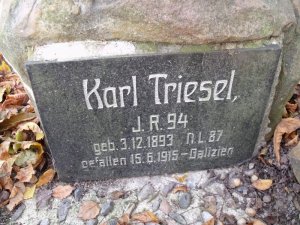 Karl Triesel,
J.R.94
geb.3.12.1893 N.L.87
gefallen 15.6.1915-Galizien